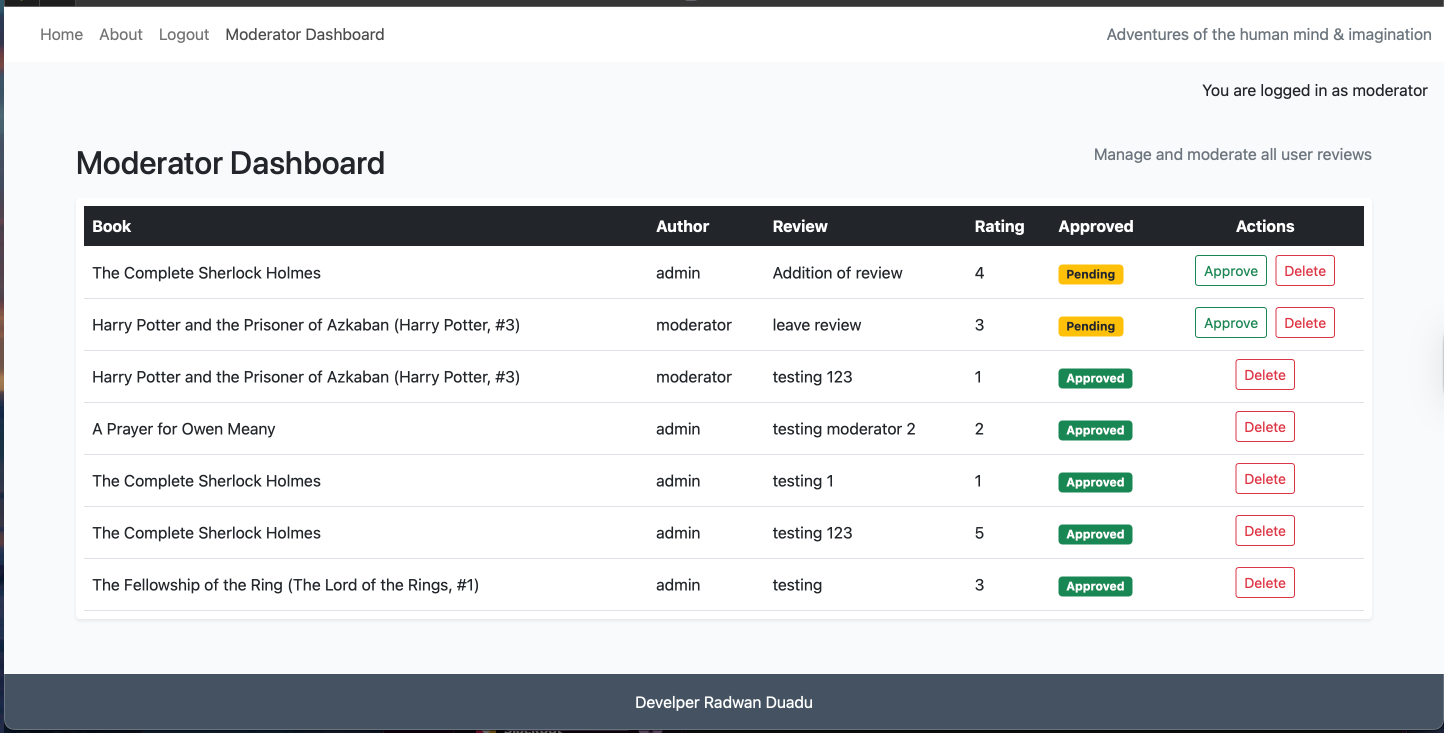 Home About Logout Moderator Dashboard Adventures of the human mind & imagination
You are logged in as moderator
Moderator Dashboard Manage and moderate all user reviews
Book Author Review Rating Approved Actions
The Complete Sherlock Holmes admin Addition of review 4 Pending Approve Delete
Harry Potter and the Prisoner of Azkaban (Harry Potter, #3) moderator leave review 3 Pending Approve Delete
Harry Potter and the Prisoner of Azkaban (Harry Potter, #3) moderator testing 123 1 Approved Delete
A Prayer for Owen Meany admin testing moderator 2 2 Approved Delete
The Complete Sherlock Holmes admin testing 1 1 Approved Delete
The Complete Sherlock Holmes admin testing 123 5 Approved Delete
The Fellowship of the Ring (The Lord of the Rings, #1) admin testing 3 Approved Delete
Develper Radwan Duadu